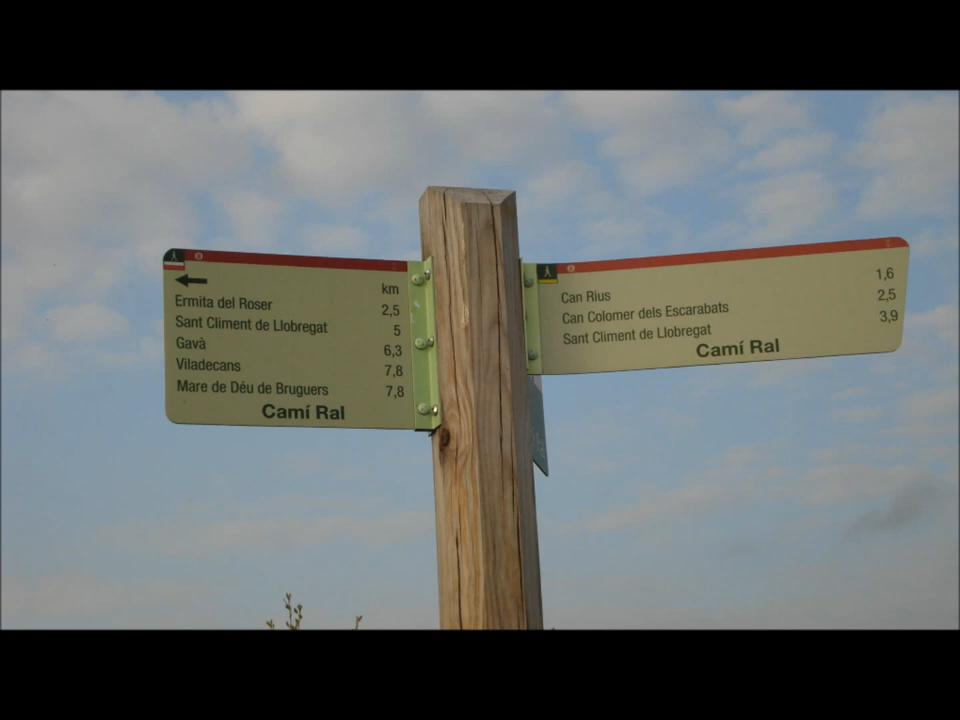 km
Ermita del Roser 2,5
Sant Climent de Llobregat 5
Gavà 6,3
Viladecans 7,8
Mare de Déu de Bruguers 7,8
Camí Ral
Can Rius 1,6
Can Colomer dels Escarabats 2,5
Sant Climent de Llobregat 3,9
Camí Ral